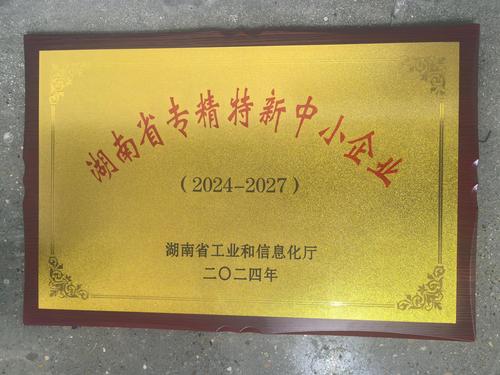 湖南省专精特新中小企业
（2024-2027）
湖南省工业和信息化厅
二〇二四年